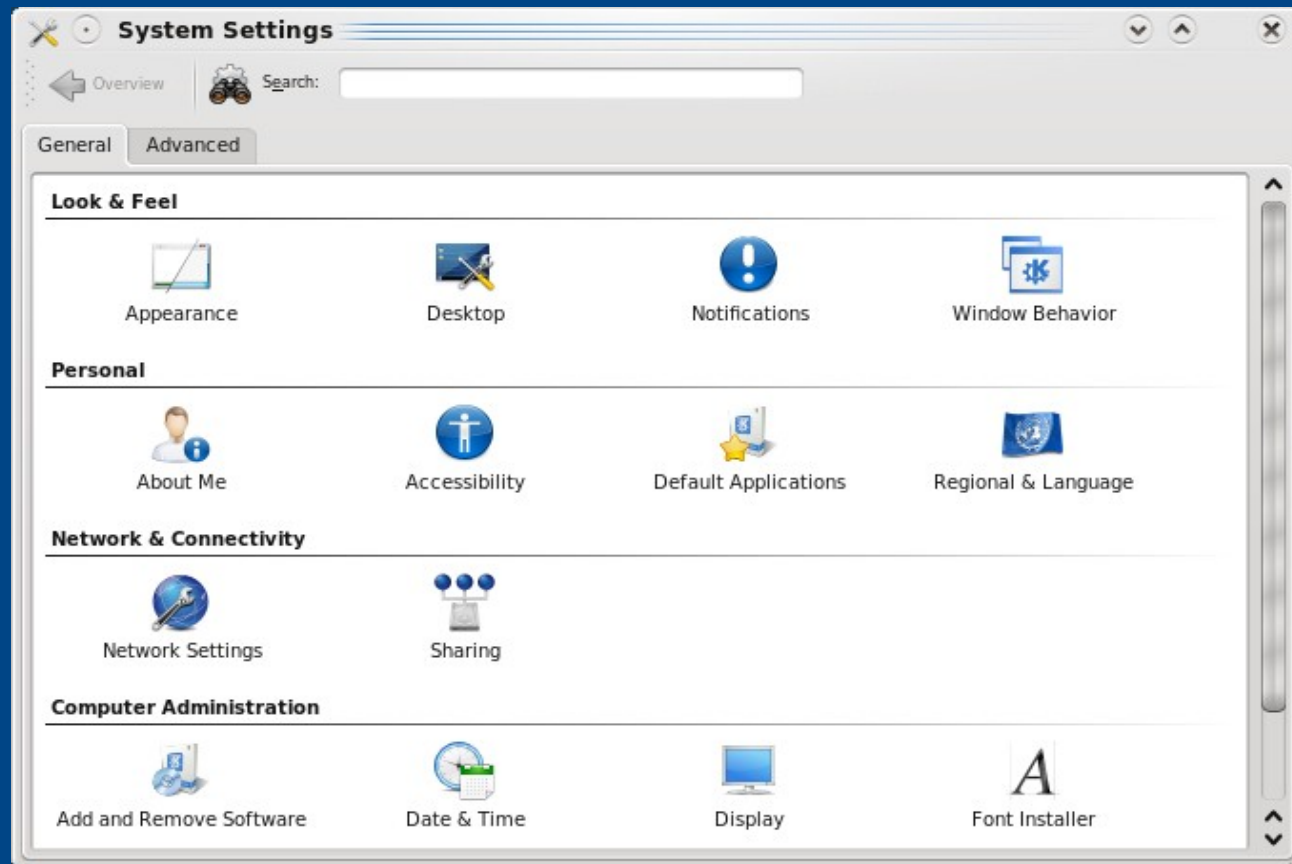 System Settings
Overview Search:
General Advanced
Look & Feel
Appearance Desktop Notifications Window Behavior
Personal
About Me Accessibility Default Applications Regional & Language
Network & Connectivity
Network Settings Sharing
Computer Administration
Add and Remove Software Date & Time Display Font Installer